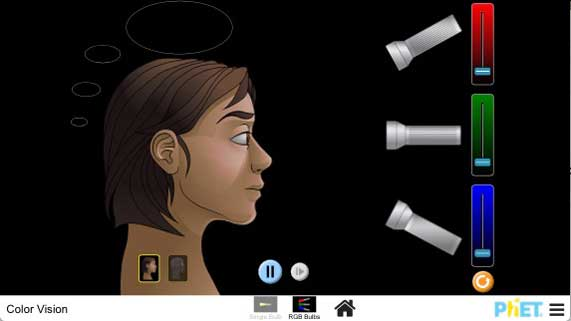 Single Bulb
RGB Bulbs
Color Vision
PhET